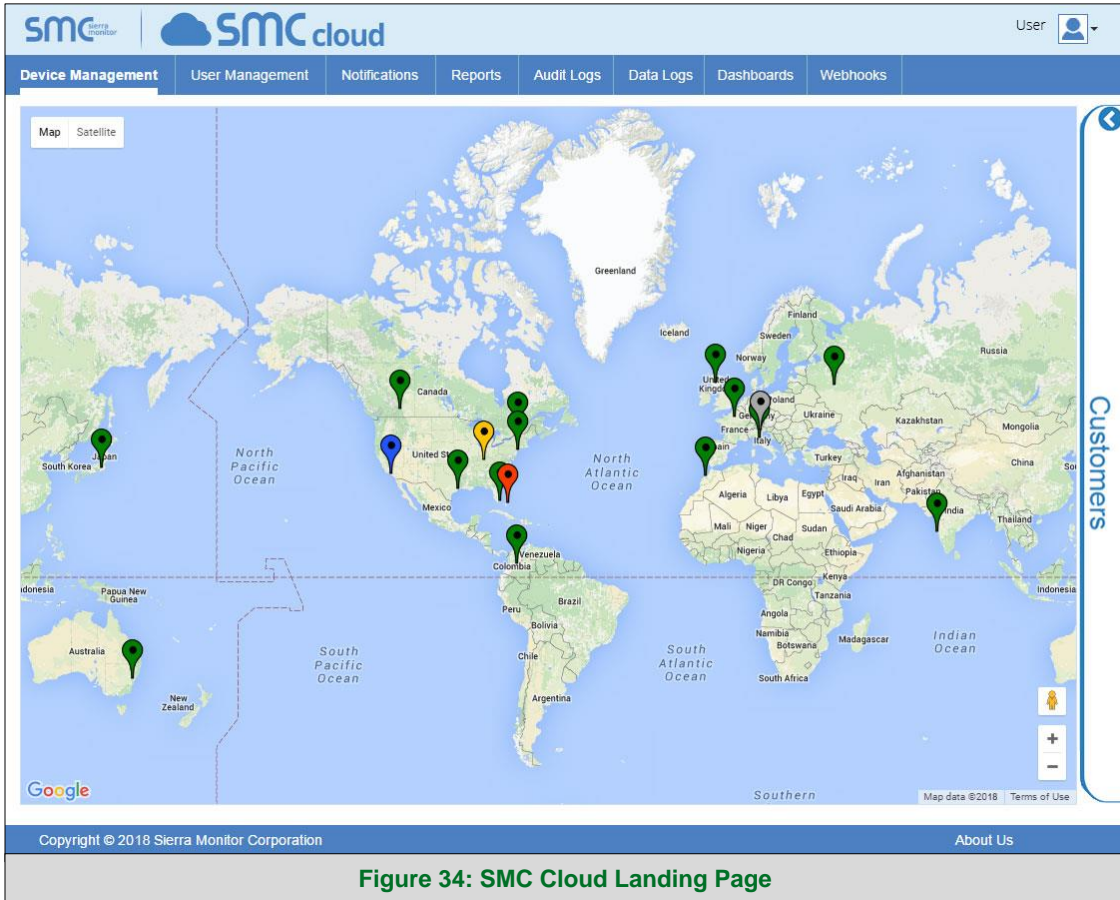 SMC sierra monitor SMC cloud User
Device Management User Management Notifications Reports Audit Logs Data Logs Dashboards Webhooks
Map Satellite
Greenland
Iceland
Finland
Sweden
Norway
Russia
Canada
Poland
Ukraine
Kazakhstan
Mongolia
France
Italy
Japan
South Korea
North
Pacific
Ocean
North
Atlantic
Ocean
Turkey
China
Iraq
Iran
Afghanistan
Pakistan
Algeria
Libya
Egypt
Saudi Arabia
India
Thailand
Mexico
Mali
Niger
Chad
Sudan
Nigeria
Ethiopia
Venezuela
Colombia
DR Congo
Kenya
Tanzania
Indonesia
Papua New
Guinea
Peru
Brazil
Bolivia
Angola
Namibia
Botswana
Madagascar
Indian
Ocean
Australia
South
Pacific
Ocean
Chile
South
Atlantic
Ocean
South Africa
New
Zealand
Argentina
Customers
Google
Southern
Map data ©2018 Terms of Use
Copyright © 2018 Sierra Monitor Corporation About Us
Figure 34: SMC Cloud Landing Page